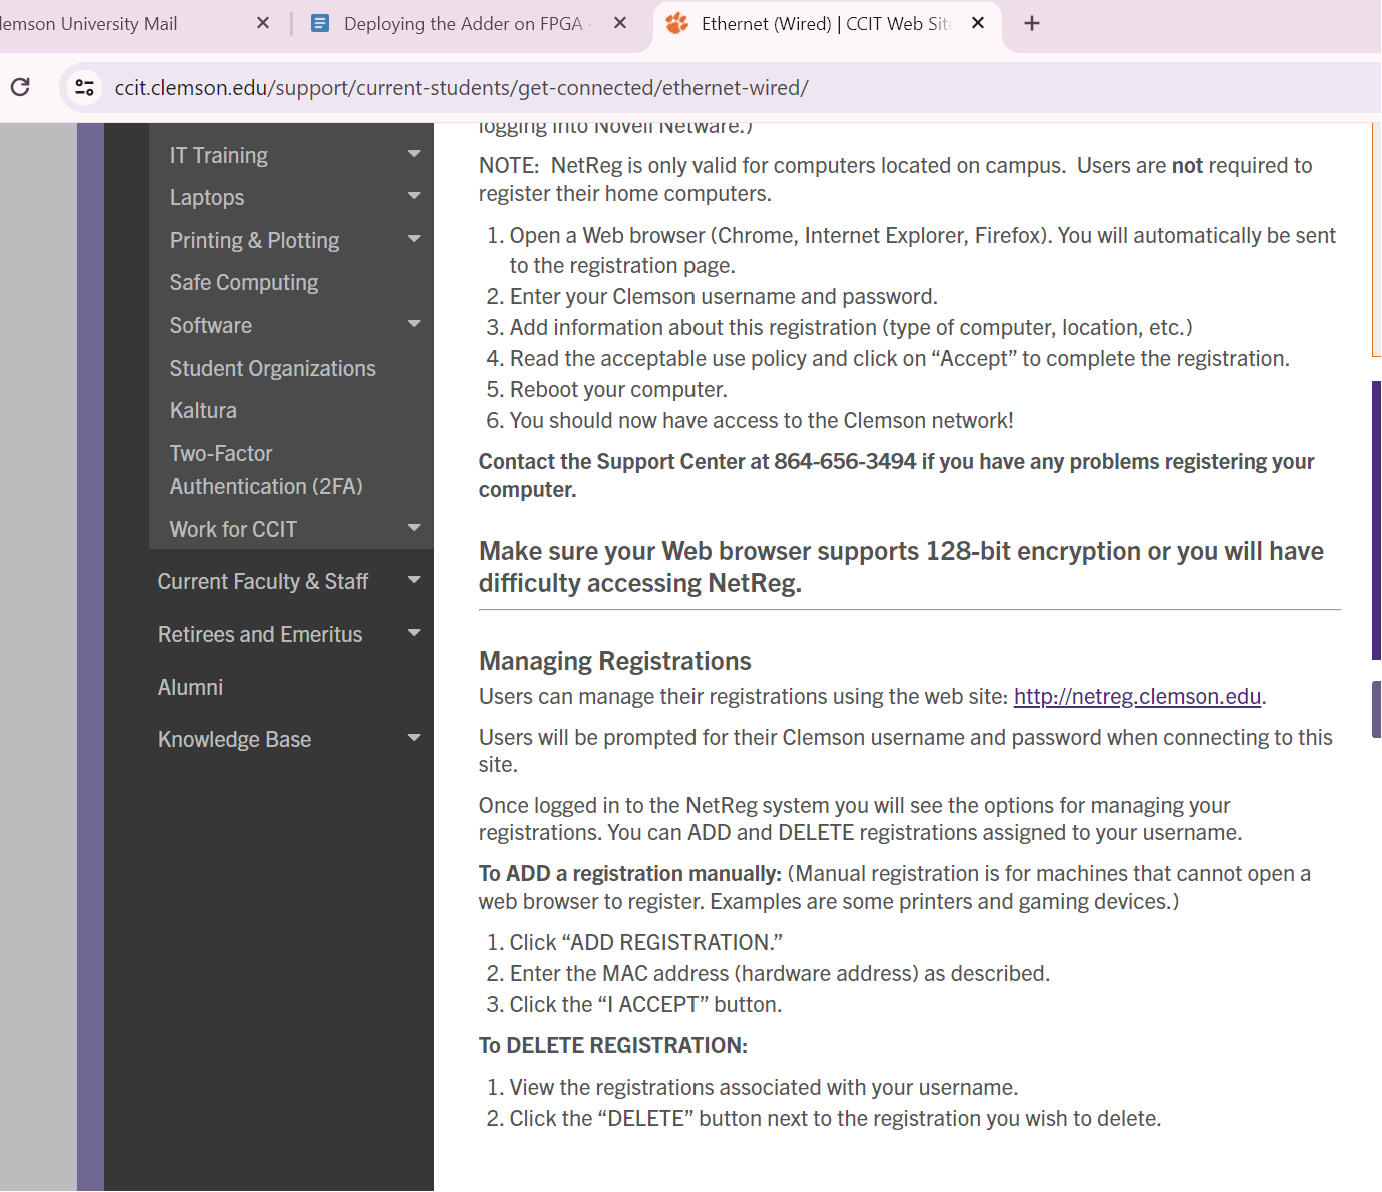 lemson University Mail
Deploying the Adder on FPGA
Ethernet (Wired) | CCIT Web Site
ccit.clemson.edu/support/current-students/get-connected/ethernet-wired/
IT Training
Laptops
Printing & Plotting
Safe Computing
Software
Student Organizations
Kaltura
Two-Factor
Authentication (2FA)
Work for CCIT
Current Faculty & Staff
Retirees and Emeritus
Alumni
Knowledge Base
logging into Novell Netware.)
NOTE:  NetReg is only valid for computers located on campus.  Users are not required to
register their home computers.
1. Open a Web browser (Chrome, Internet Explorer, Firefox). You will automatically be sent
to the registration page.
2. Enter your Clemson username and password.
3. Add information about this registration (type of computer, location, etc.)
4. Read the acceptable use policy and click on “Accept” to complete the registration.
5. Reboot your computer.
6. You should now have access to the Clemson network!
Contact the Support Center at 864-656-3494 if you have any problems registering your
computer.
Make sure your Web browser supports 128-bit encryption or you will have
difficulty accessing NetReg.
Managing Registrations
Users can manage their registrations using the web site: http://netreg.clemson.edu.
Users will be prompted for their Clemson username and password when connecting to this
site.
Once logged in to the NetReg system you will see the options for managing your
registrations. You can ADD and DELETE registrations assigned to your username.
To ADD a registration manually: (Manual registration is for machines that cannot open a
web browser to register. Examples are some printers and gaming devices.)
1. Click “ADD REGISTRATION.”
2. Enter the MAC address (hardware address) as described.
3. Click the “I ACCEPT” button.
To DELETE REGISTRATION:
1. View the registrations associated with your username.
2. Click the “DELETE” button next to the registration you wish to delete.